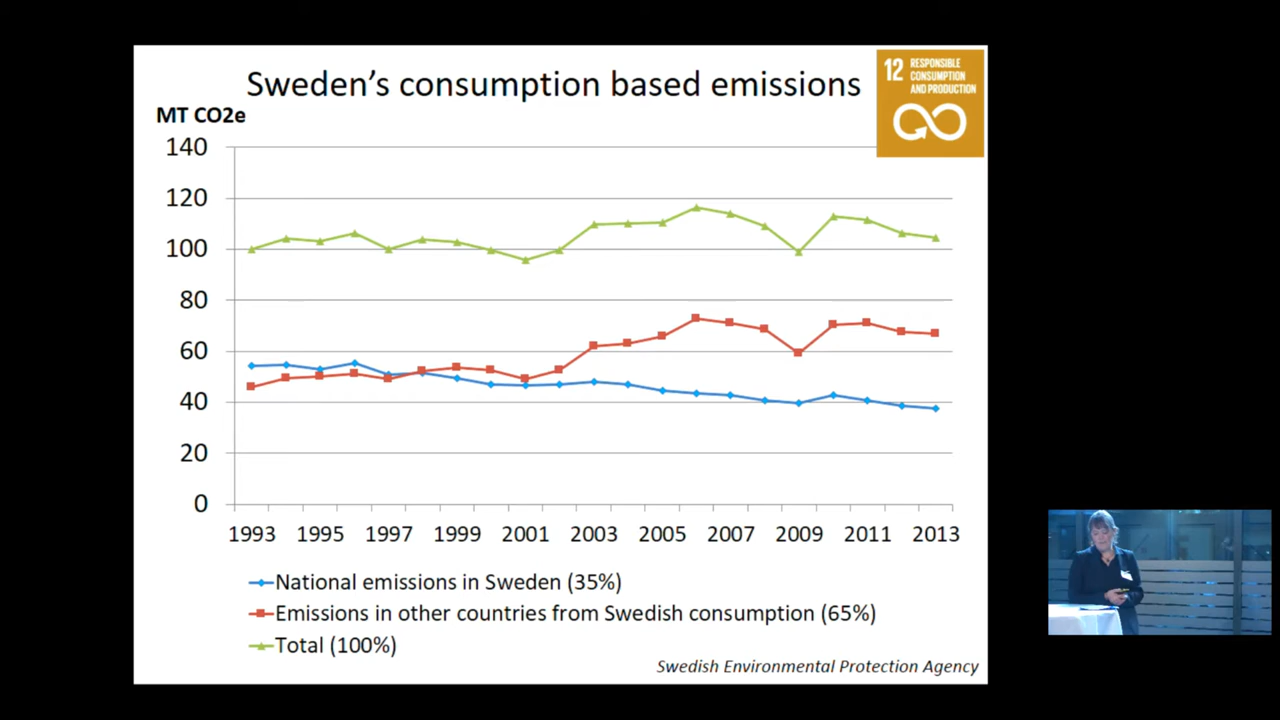 Sweden's consumption based emissions
12 RESPONSIBLE
CONSUMPTION
AND PRODUCTION
MT CO2e
140
120
100
80
60
40
20
0
1993 1995 1997 1999 2001 2003 2005 2007 2009 2011 2013
National emissions in Sweden (35%)
Emissions in other countries from Swedish consumption (65%)
Total (100%)
Swedish Environmental Protection Agency